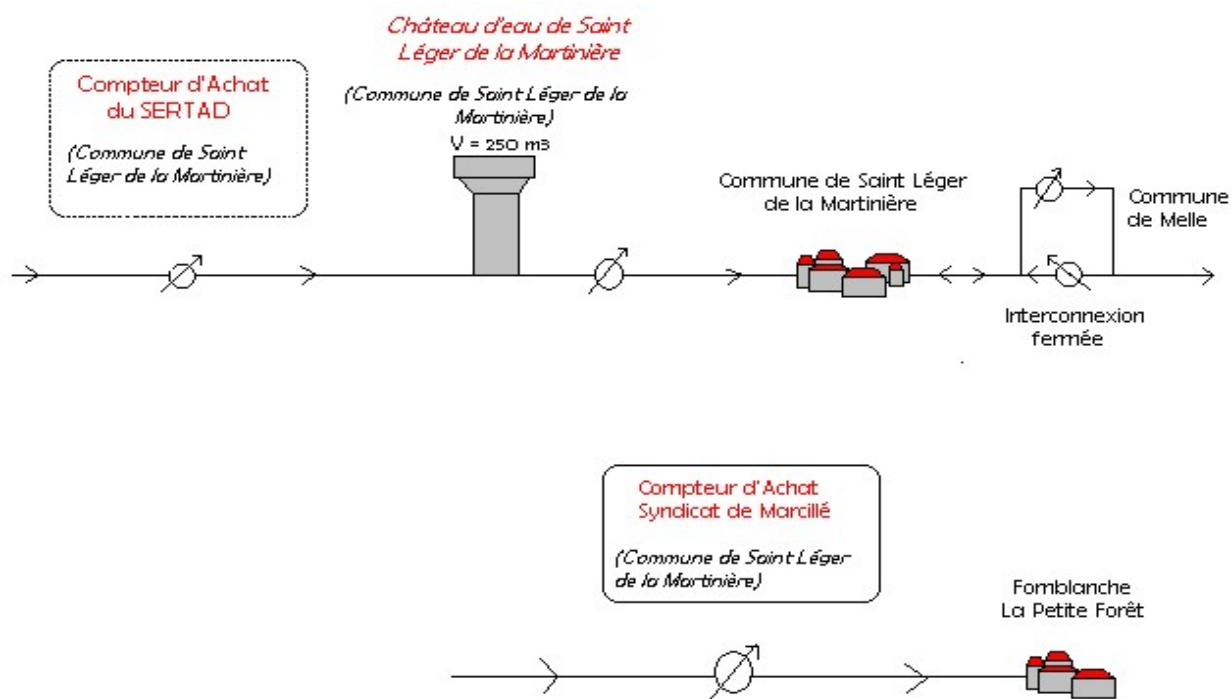 Compteur d'Achat
du SERTAD
(Commune de Saint
Léger de la Martinière)
Château d'eau de Saint
Léger de la Martinière
(Commune de Saint Léger de la
Martinière)
V = 250 m3
Commune de Saint Léger
de la Martinière
Commune
de Melle
Interconnexion
fermée
Compteur d'Achat
Syndicat de Marcillé
(Commune de Saint Léger
de la Martinière)
Fomblanche
La Petite Forêt